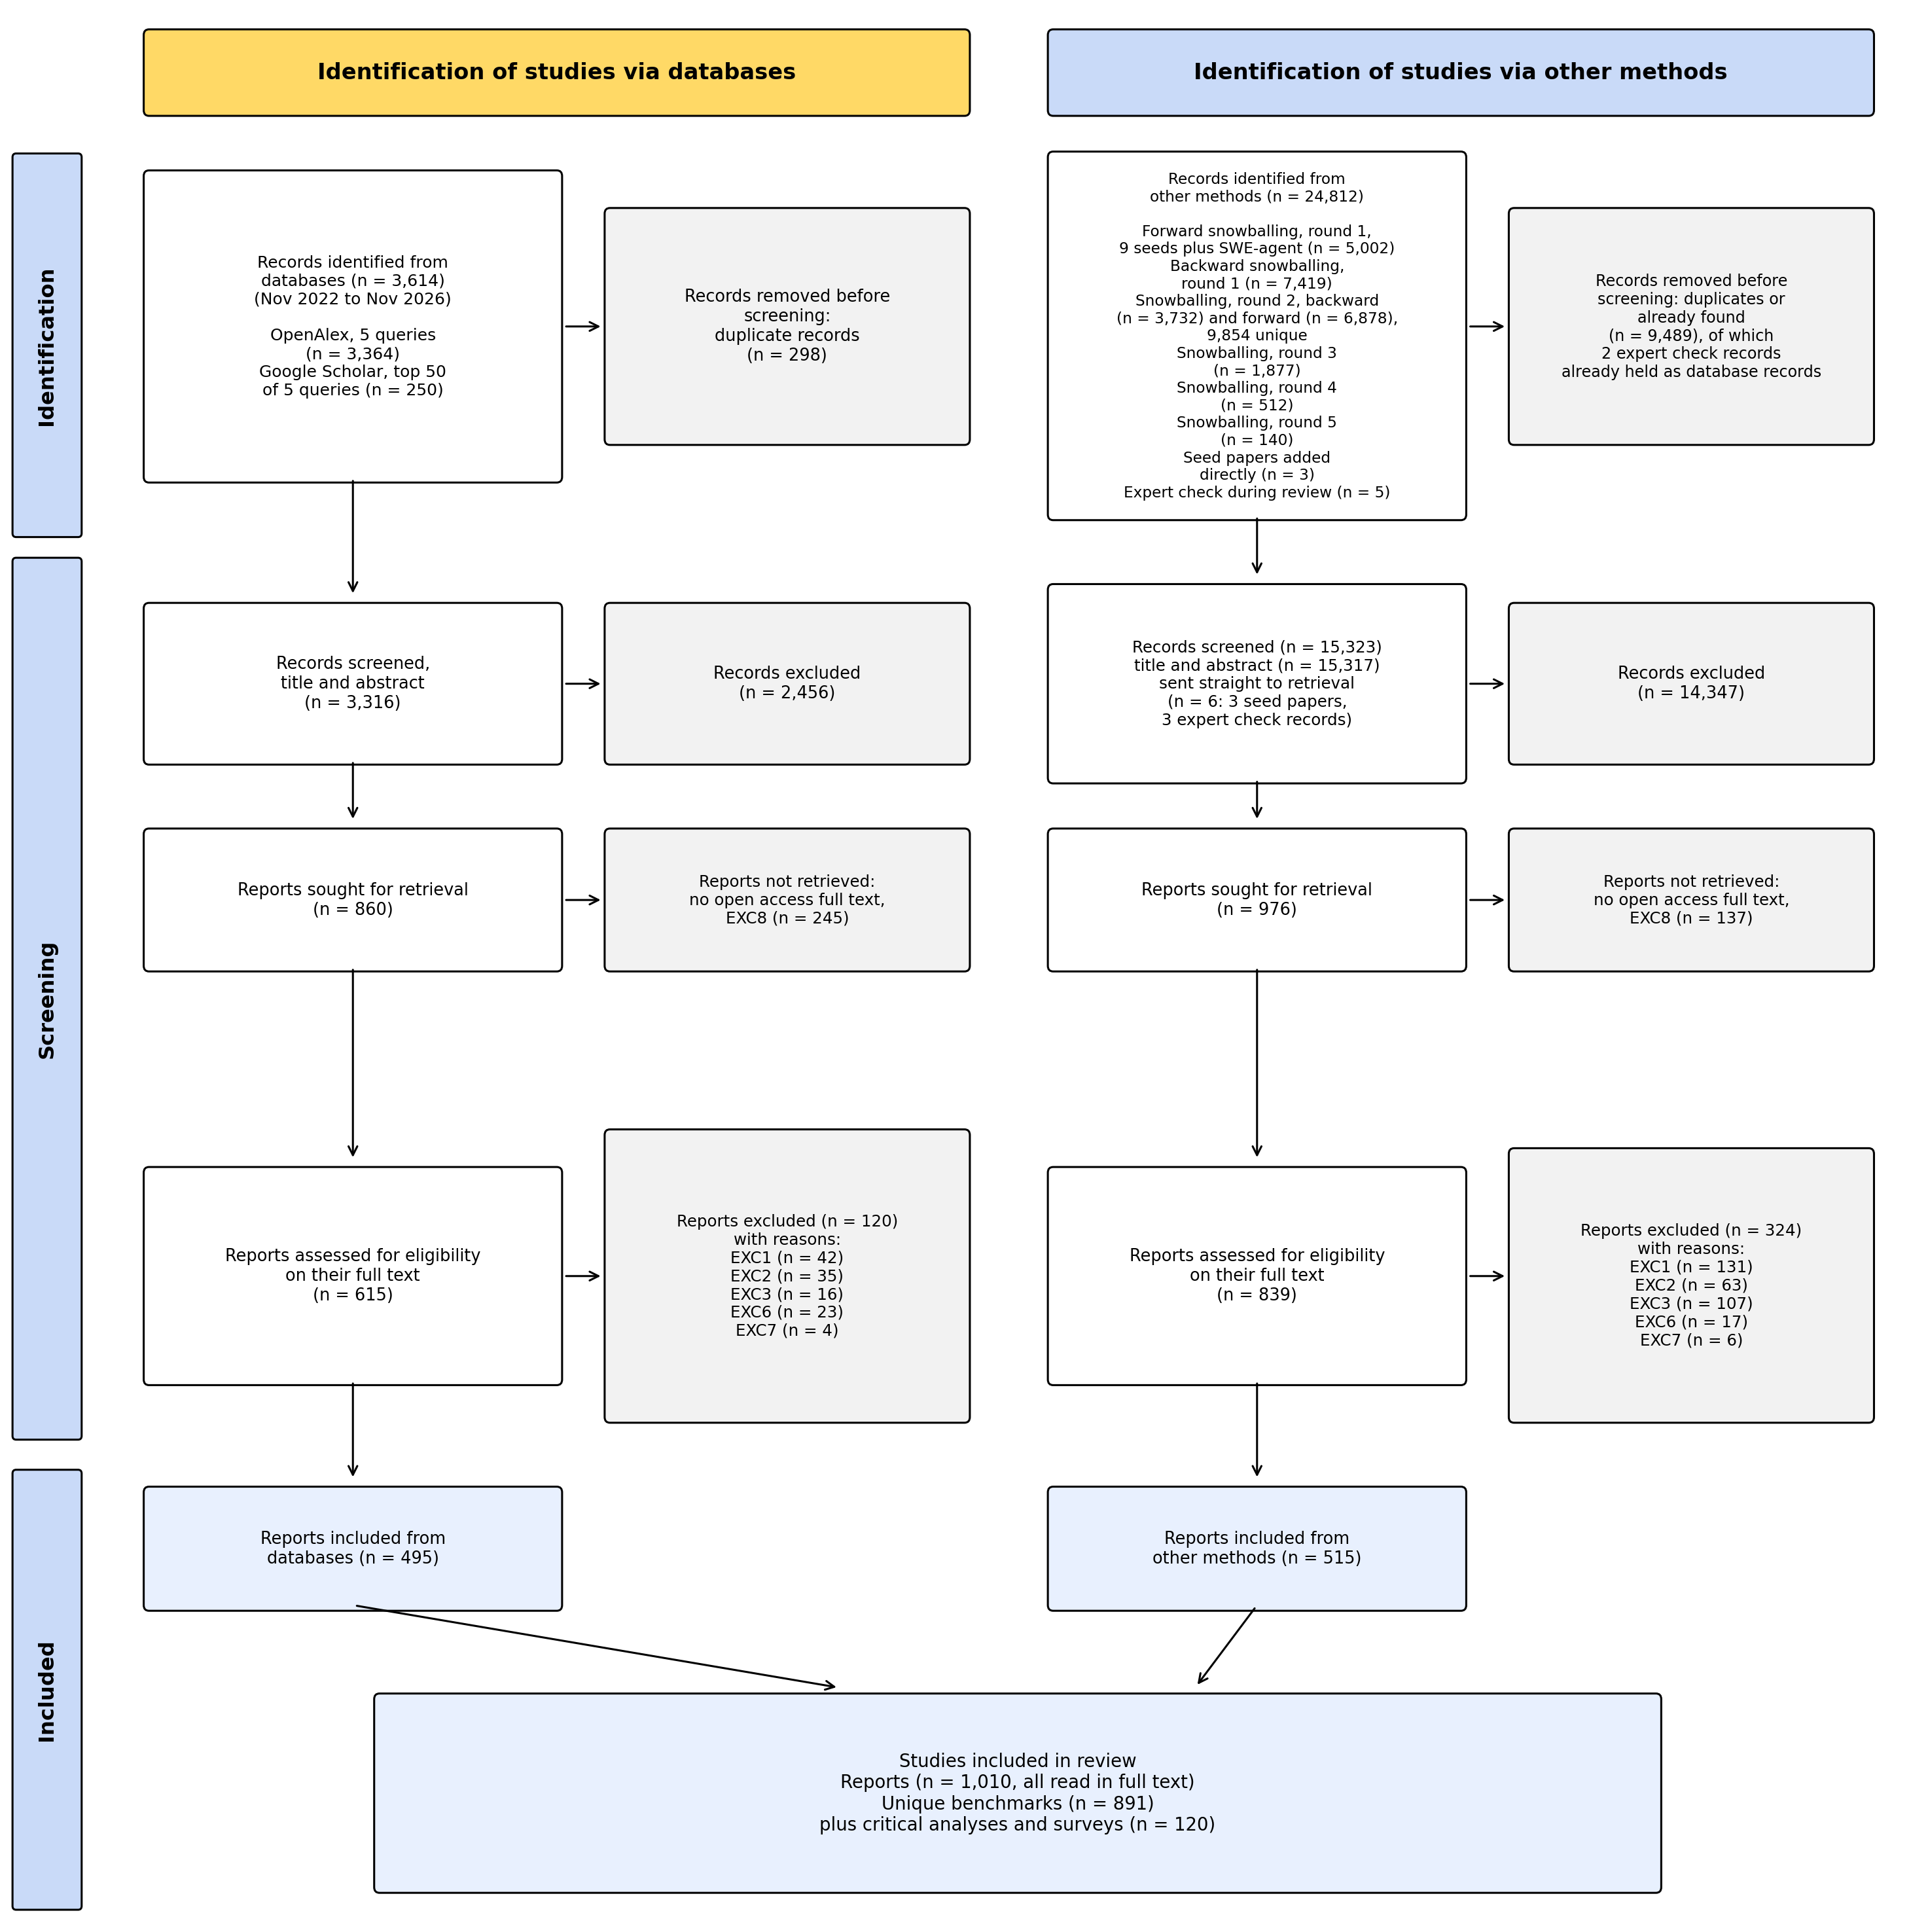 Identification of studies via databases
Identification of studies via other methods
Identification
Records identified from
databases (n = 3,614)
(Nov 2022 to Nov 2026)
OpenAlex, 5 queries
(n = 3,364)
Google Scholar, top 50
of 5 queries (n = 250)
Records removed before
screening:
duplicate records
(n = 298)
Records identified from
other methods (n = 24,812)
Forward snowballing, round 1,
9 seeds plus SWE-agent (n = 5,002)
Backward snowballing,
round 1 (n = 7,419)
Snowballing, round 2, backward
(n = 3,732) and forward (n = 6,878),
9,854 unique
Snowballing, round 3
(n = 1,877)
Snowballing, round 4
(n = 512)
Snowballing, round 5
(n = 140)
Seed papers added
directly (n = 3)
Expert check during review (n = 5)
Records removed before
screening: duplicates or
already found
(n = 9,489), of which
2 expert check records
already held as database records
Screening
Records screened,
title and abstract
(n = 3,316)
Records excluded
(n = 2,456)
Records screened (n = 15,323)
title and abstract (n = 15,317)
sent straight to retrieval
(n = 6: 3 seed papers,
3 expert check records)
Records excluded
(n = 14,347)
Reports sought for retrieval
(n = 860)
Reports not retrieved:
no open access full text,
EXC8 (n = 245)
Reports sought for retrieval
(n = 976)
Reports not retrieved:
no open access full text,
EXC8 (n = 137)
Reports assessed for eligibility
on their full text
(n = 615)
Reports excluded (n = 120)
with reasons:
EXC1 (n = 42)
EXC2 (n = 35)
EXC3 (n = 16)
EXC6 (n = 23)
EXC7 (n = 4)
Reports assessed for eligibility
on their full text
(n = 839)
Reports excluded (n = 324)
with reasons:
EXC1 (n = 131)
EXC2 (n = 63)
EXC3 (n = 107)
EXC6 (n = 17)
EXC7 (n = 6)
Included
Reports included from
databases (n = 495)
Reports included from
other methods (n = 515)
Studies included in review
Reports (n = 1,010, all read in full text)
Unique benchmarks (n = 891)
plus critical analyses and surveys (n = 120)